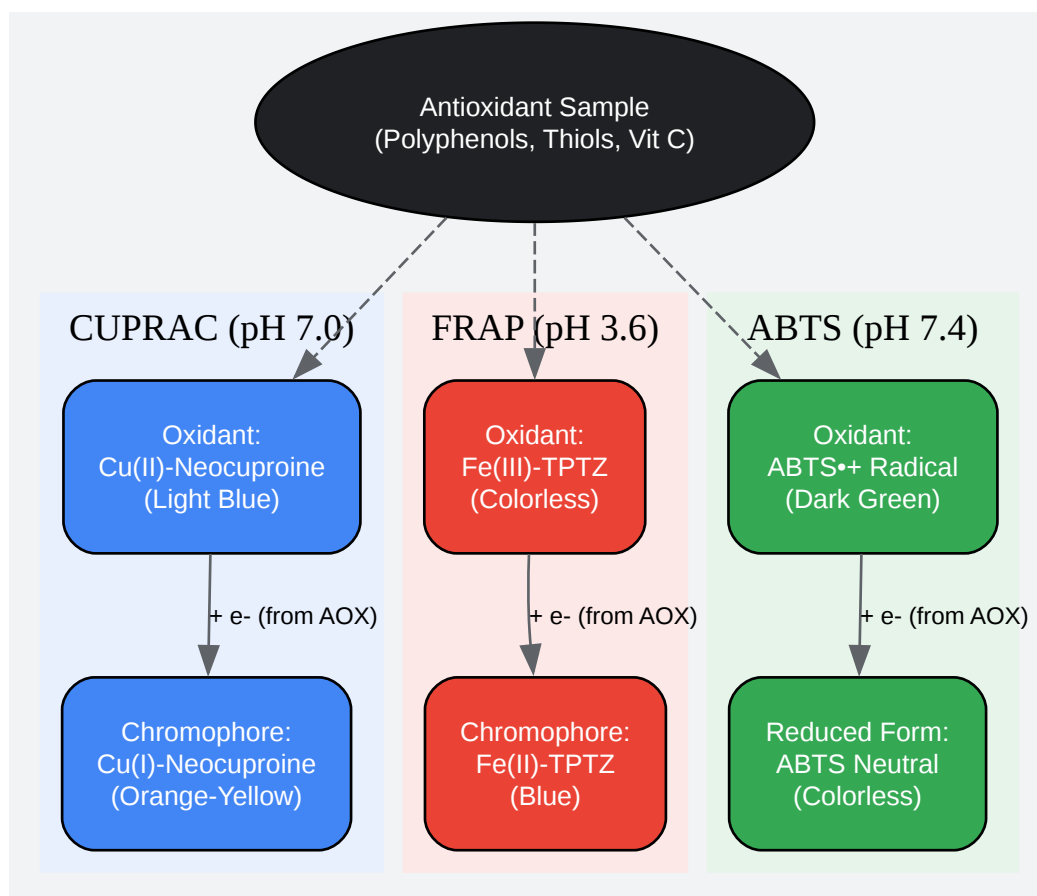 Antioxidant Sample
(Polyphenols, Thiols, Vit C)
CUPRAC (pH 7.0)
Oxidant:
Cu(II)-Neocuproine
(Light Blue)
+ e- (from AOX)
Chromophore:
Cu(I)-Neocuproine
(Orange-Yellow)
FRAP (pH 3.6)
Oxidant:
Fe(III)-TPTZ
(Colorless)
+ e- (from AOX)
Chromophore:
Fe(II)-TPTZ
(Blue)
ABTS (pH 7.4)
Oxidant:
ABTS•+ Radical
(Dark Green)
+ e- (from AOX)
Reduced Form:
ABTS Neutral
(Colorless)